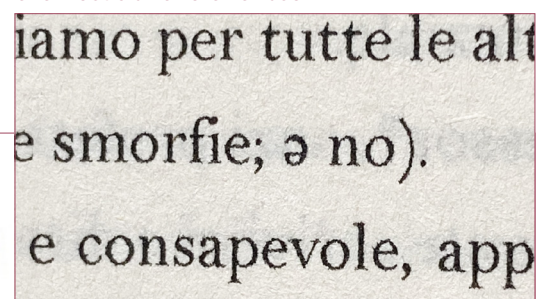 iamo per tutte le alt
e smorfie; ə no).
e consapevole, app